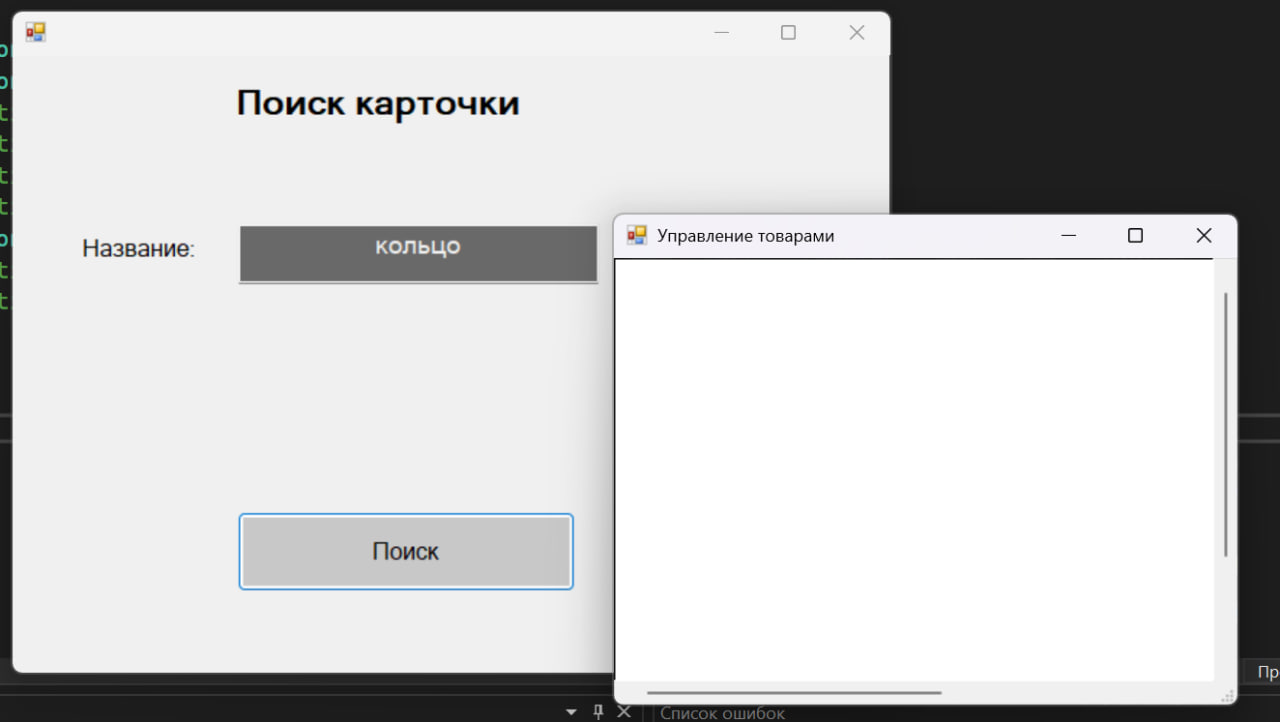 Поиск карточки
Название:
кольцо
Поиск
Управление товарами
Список ошибок